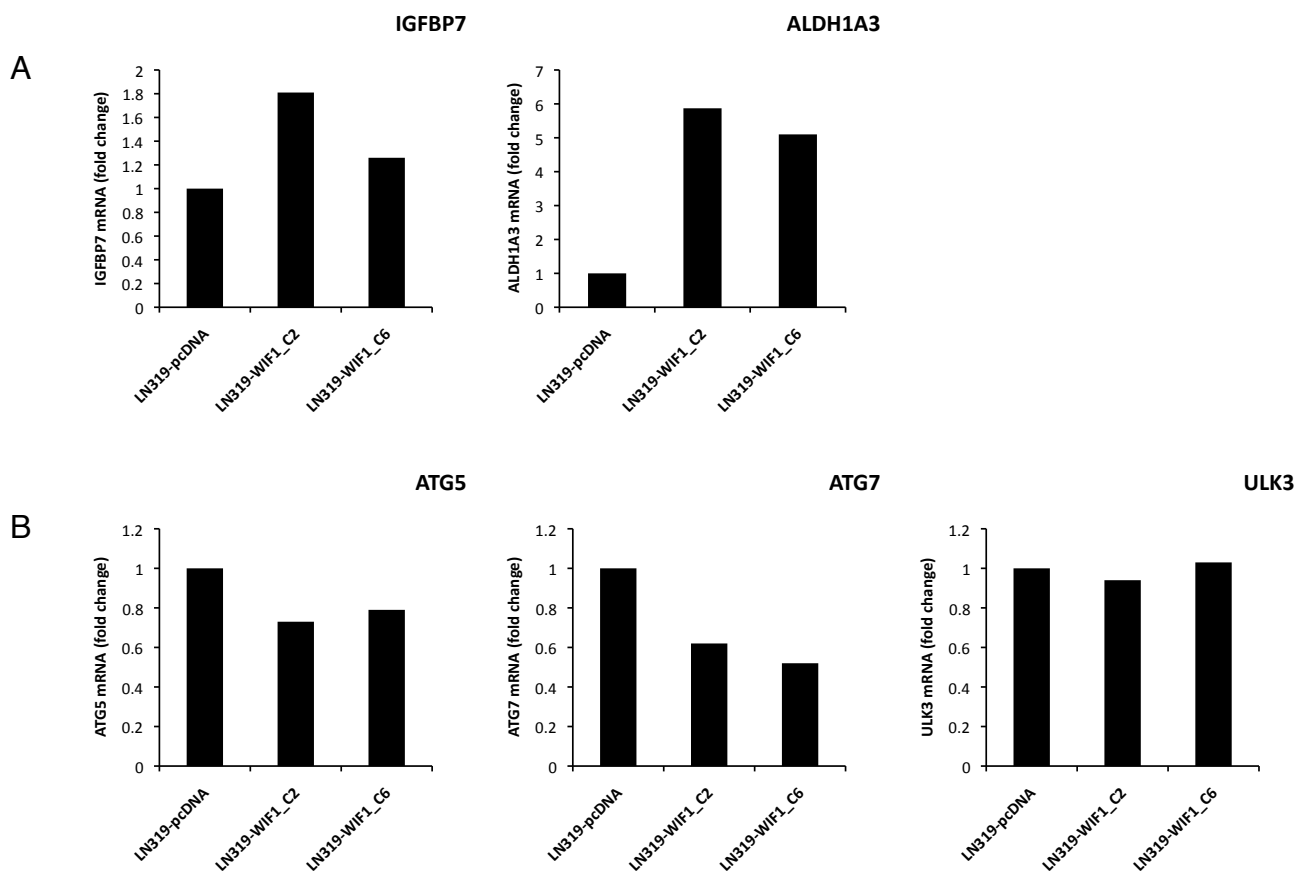 IGFBP7
ALDH1A3
A
IGFBP7 mRNA (fold change)
2
1.8
1.6
1.4
1.2
1
0.8
0.6
0.4
0.2
0
LN319-pcDNA
LN319-WIF1_C2
LN319-WIF1_C6
ALDH1A3 mRNA (fold change)
7
6
5
4
3
2
1
0
LN319-pcDNA
LN319-WIF1_C2
LN319-WIF1_C6
ATG5
ATG7
ULK3
B
ATG5 mRNA (fold change)
1.2
1
0.8
0.6
0.4
0.2
0
LN319-pcDNA
LN319-WIF1_C2
LN319-WIF1_C6
ATG7 mRNA (fold change)
1.2
1
0.8
0.6
0.4
0.2
0
LN319-pcDNA
LN319-WIF1_C2
LN319-WIF1_C6
ULK3 mRNA (fold change)
1.2
1
0.8
0.6
0.4
0.2
0
LN319-pcDNA
LN319-WIF1_C2
LN319-WIF1_C6